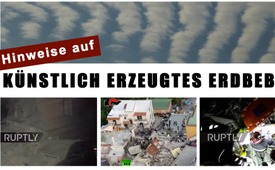 Hinweise auf
KÜNSTLICH ERZEUGTES ERDBEB
RUPTLY
RUPTLY